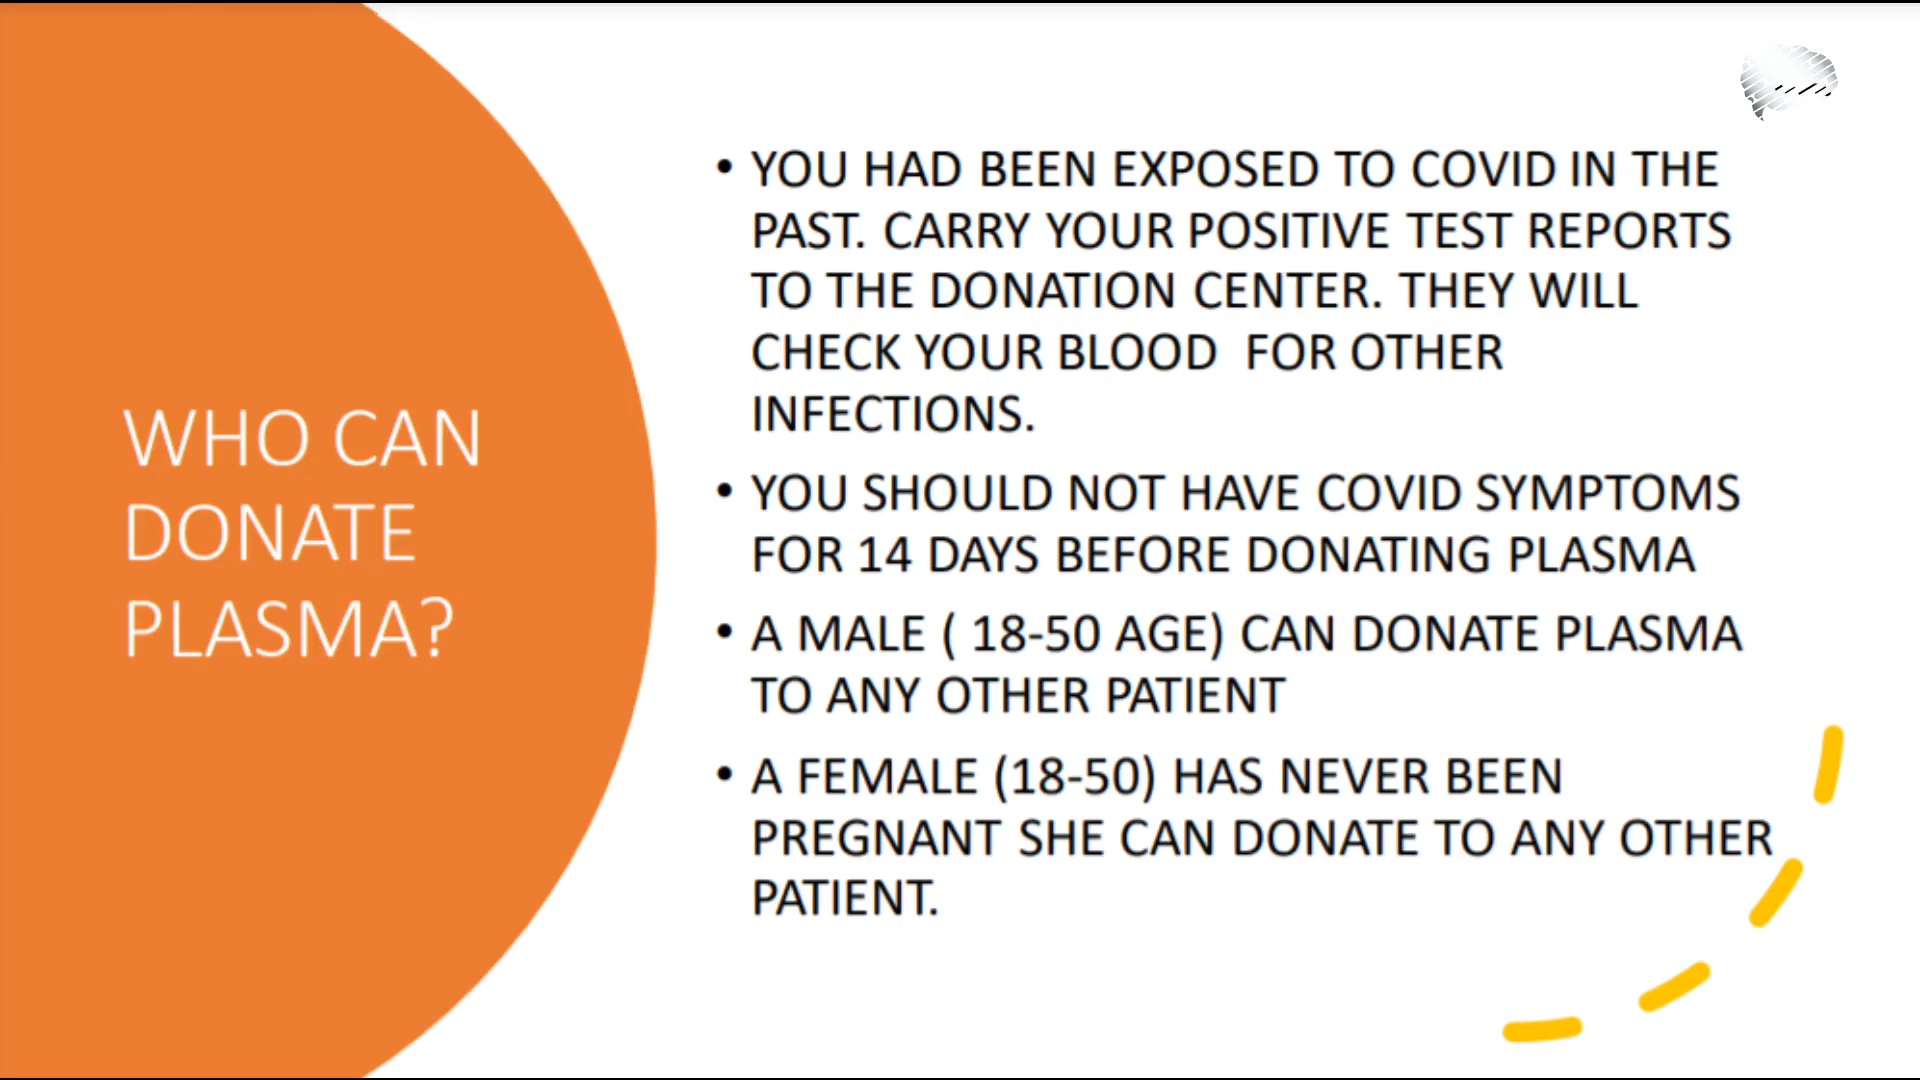 WHO CAN
DONATE
PLASMA?
• YOU HAD BEEN EXPOSED TO COVID IN THE
PAST. CARRY YOUR POSITIVE TEST REPORTS
TO THE DONATION CENTER. THEY WILL
CHECK YOUR BLOOD  FOR OTHER
INFECTIONS.
• YOU SHOULD NOT HAVE COVID SYMPTOMS
FOR 14 DAYS BEFORE DONATING PLASMA
• A MALE ( 18-50 AGE) CAN DONATE PLASMA
TO ANY OTHER PATIENT
• A FEMALE (18-50) HAS NEVER BEEN
PREGNANT SHE CAN DONATE TO ANY OTHER
PATIENT.